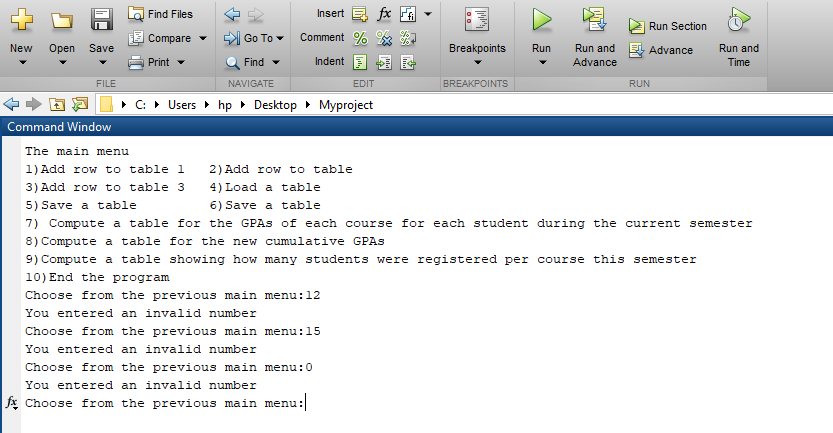 New Open Save Find Files Compare Print
FILE
Go To Find
NAVIGATE
Insert fx
Comment
Indent
EDIT
Breakpoints
BREAKPOINTS
Run Run and Advance Run Section Advance Run and Time
RUN
C: Users hp Desktop Myproject
Command Window
The main menu
1)Add row to table 1 2)Add row to table
3)Add row to table 3 4)Load a table
5)Save a table 6)Save a table
7) Compute a table for the GPAs of each course for each student during the current semester
8)Compute a table for the new cumulative GPAs
9)Compute a table showing how many students were registered per course this semester
10)End the program
Choose from the previous main menu:12
You entered an invalid number
Choose from the previous main menu:15
You entered an invalid number
Choose from the previous main menu:0
You entered an invalid number
fx Choose from the previous main menu: